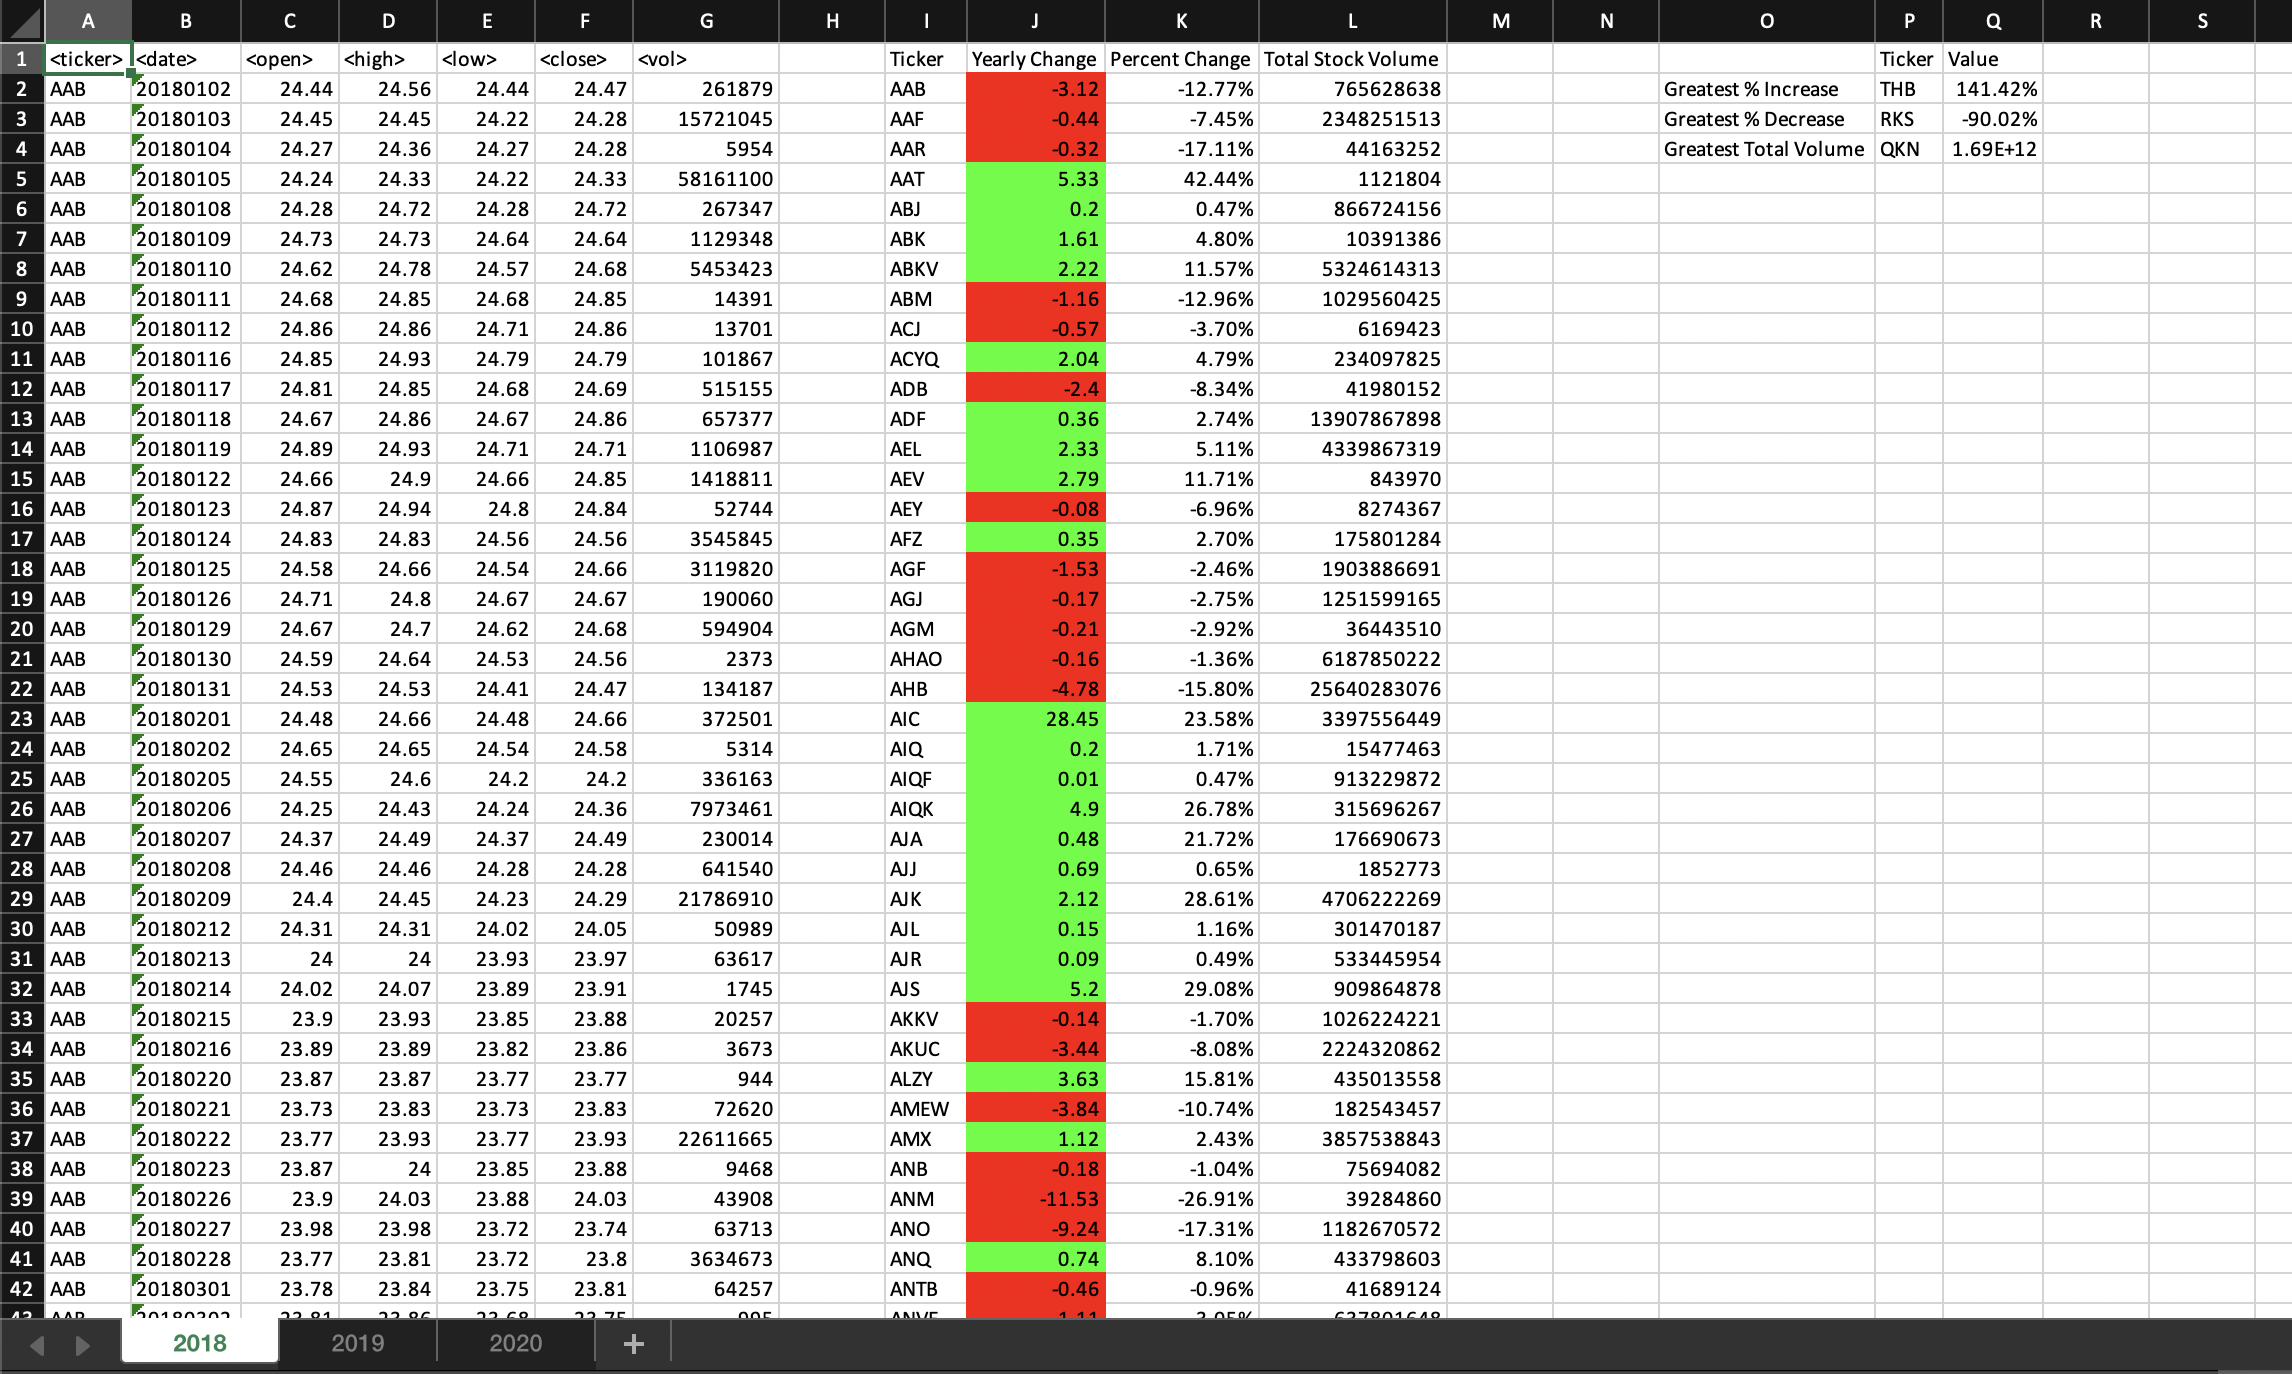 A B C D E F G H I J K L M N O P Q R S
1 <ticker> <date> <open> <high> <low> <close> <vol> Ticker Yearly Change Percent Change Total Stock Volume Ticker Value
2 AAB 20180102 24.44 24.56 24.44 24.47 261879 AAB -3.12 -12.77% 765628638 Greatest % Increase THB 141.42%
3 AAB 20180103 24.45 24.45 24.22 24.28 15721045 AAF -0.44 -7.45% 2348251513 Greatest % Decrease RKS -90.02%
4 AAB 20180104 24.27 24.36 24.27 24.28 5954 AAR -0.32 -17.11% 44163252 Greatest Total Volume QKN 1.69E+12
5 AAB 20180105 24.24 24.33 24.22 24.33 58161100 AAT 5.33 42.44% 1121804
6 AAB 20180108 24.28 24.72 24.28 24.72 267347 ABJ 0.2 0.47% 866724156
7 AAB 20180109 24.73 24.73 24.64 24.64 1129348 ABK 1.61 4.80% 10391386
8 AAB 20180110 24.62 24.78 24.57 24.68 5453423 ABKV 2.22 11.57% 5324614313
9 AAB 20180111 24.68 24.85 24.68 24.85 14391 ABM -1.16 -12.96% 1029560425
10 AAB 20180112 24.86 24.86 24.71 24.86 13701 ACJ -0.57 -3.70% 6169423
11 AAB 20180116 24.85 24.93 24.79 24.79 101867 ACYQ 2.04 4.79% 234097825
12 AAB 20180117 24.81 24.85 24.68 24.69 515155 ADB -2.4 -8.34% 41980152
13 AAB 20180118 24.67 24.86 24.67 24.86 657377 ADF 0.36 2.74% 13907867898
14 AAB 20180119 24.89 24.93 24.71 24.71 1106987 AEL 2.33 5.11% 4339867319
15 AAB 20180122 24.66 24.9 24.66 24.85 1418811 AEV 2.79 11.71% 843970
16 AAB 20180123 24.87 24.94 24.8 24.84 52744 AEY -0.08 -6.96% 8274367
17 AAB 20180124 24.83 24.83 24.56 24.56 3545845 AFZ 0.35 2.70% 175801284
18 AAB 20180125 24.58 24.66 24.54 24.66 3119820 AGF -1.53 -2.46% 1903886691
19 AAB 20180126 24.71 24.8 24.67 24.67 190060 AGJ -0.17 -2.75% 1251599165
20 AAB 20180129 24.67 24.7 24.62 24.68 594904 AGM -0.21 -2.92% 36443510
21 AAB 20180130 24.59 24.64 24.53 24.56 2373 AHAO -0.16 -1.36% 6187850222
22 AAB 20180131 24.53 24.53 24.41 24.47 134187 AHB -4.78 -15.80% 25640283076
23 AAB 20180201 24.48 24.66 24.48 24.66 372501 AIC 28.45 23.58% 3397556449
24 AAB 20180202 24.65 24.65 24.54 24.58 5314 AIQ 0.2 1.71% 15477463
25 AAB 20180205 24.55 24.6 24.2 24.2 336163 AIQF 0.01 0.47% 913229872
26 AAB 20180206 24.25 24.43 24.24 24.36 7973461 AIQK 4.9 26.78% 315696267
27 AAB 20180207 24.37 24.49 24.37 24.49 230014 AJA 0.48 21.72% 176690673
28 AAB 20180208 24.46 24.46 24.28 24.28 641540 AJJ 0.69 0.65% 1852773
29 AAB 20180209 24.4 24.45 24.23 24.29 21786910 AJK 2.12 28.61% 4706222269
30 AAB 20180212 24.31 24.31 24.02 24.05 50989 AJL 0.15 1.16% 301470187
31 AAB 20180213 24 24 23.93 23.97 63617 AJR 0.09 0.49% 533445954
32 AAB 20180214 24.02 24.07 23.89 23.91 1745 AJS 5.2 29.08% 909864878
33 AAB 20180215 23.9 23.93 23.85 23.88 20257 AKKV -0.14 -1.70% 1026224221
34 AAB 20180216 23.89 23.89 23.82 23.86 3673 AKUC -3.44 -8.08% 2224320862
35 AAB 20180220 23.87 23.87 23.77 23.77 944 ALZY 3.63 15.81% 435013558
36 AAB 20180221 23.73 23.83 23.73 23.83 72620 AMEW -3.84 -10.74% 182543457
37 AAB 20180222 23.77 23.93 23.77 23.93 22611665 AMX 1.12 2.43% 3857538843
38 AAB 20180223 23.87 24 23.85 23.88 9468 ANB -0.18 -1.04% 75694082
39 AAB 20180226 23.9 24.03 23.88 24.03 43908 ANM -11.53 -26.91% 39284860
40 AAB 20180227 23.98 23.98 23.72 23.74 63713 ANO -9.24 -17.31% 1182670572
41 AAB 20180228 23.77 23.81 23.72 23.8 3634673 ANQ 0.74 8.10% 433798603
42 AAB 20180301 23.78 23.84 23.75 23.81 64257 ANTB -0.46 -0.96% 41689124
2018 2019 2020 +